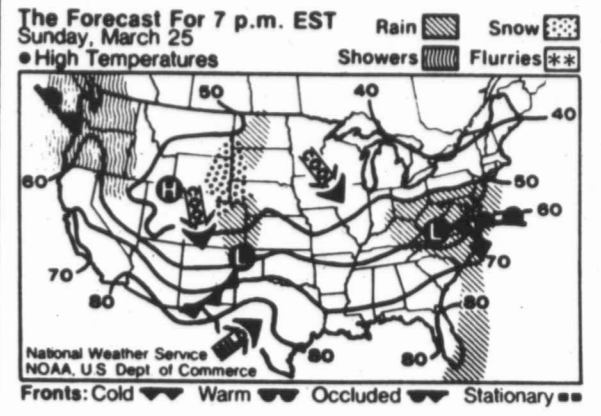 The Forecast For 7 p.m. EST
Sunday, March 25
Rain Snow
High Temperatures
Showers Flurries
50 40
40
60
H
50
60
L
L
70
70
80
80
80
80
National Weather Service
NOAA, U.S Dept of Commerce
Fronts: Cold Warm Occluded Stationary